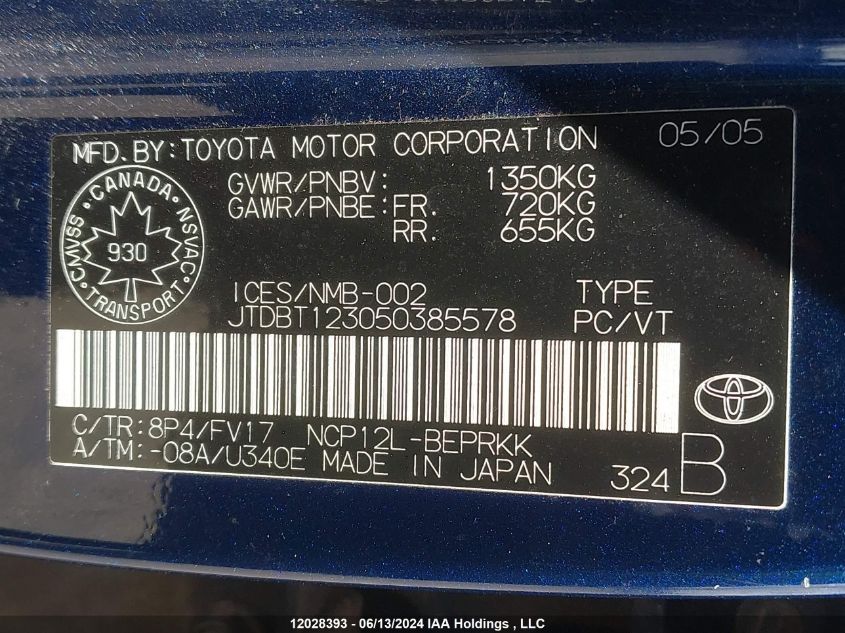 MFD.BY:TOYOTA MOTOR CORPORATION 05/05
GVWR/PNBV: 1350KG
GAWR/PNBE:FR. 720KG
RR. 655KG
CMVSS CANADA NSVAC TRANSPORT
930
ICES/NMB-002 TYPE
JTDBT123050385578 PC/VT
C/TR:8P4/FV17 NCP12L-BEPRKK
A/TM:-08A/U340E MADE IN JAPAN 324 B
12028393 - 06/13/2024 IAA Holdings , LLC